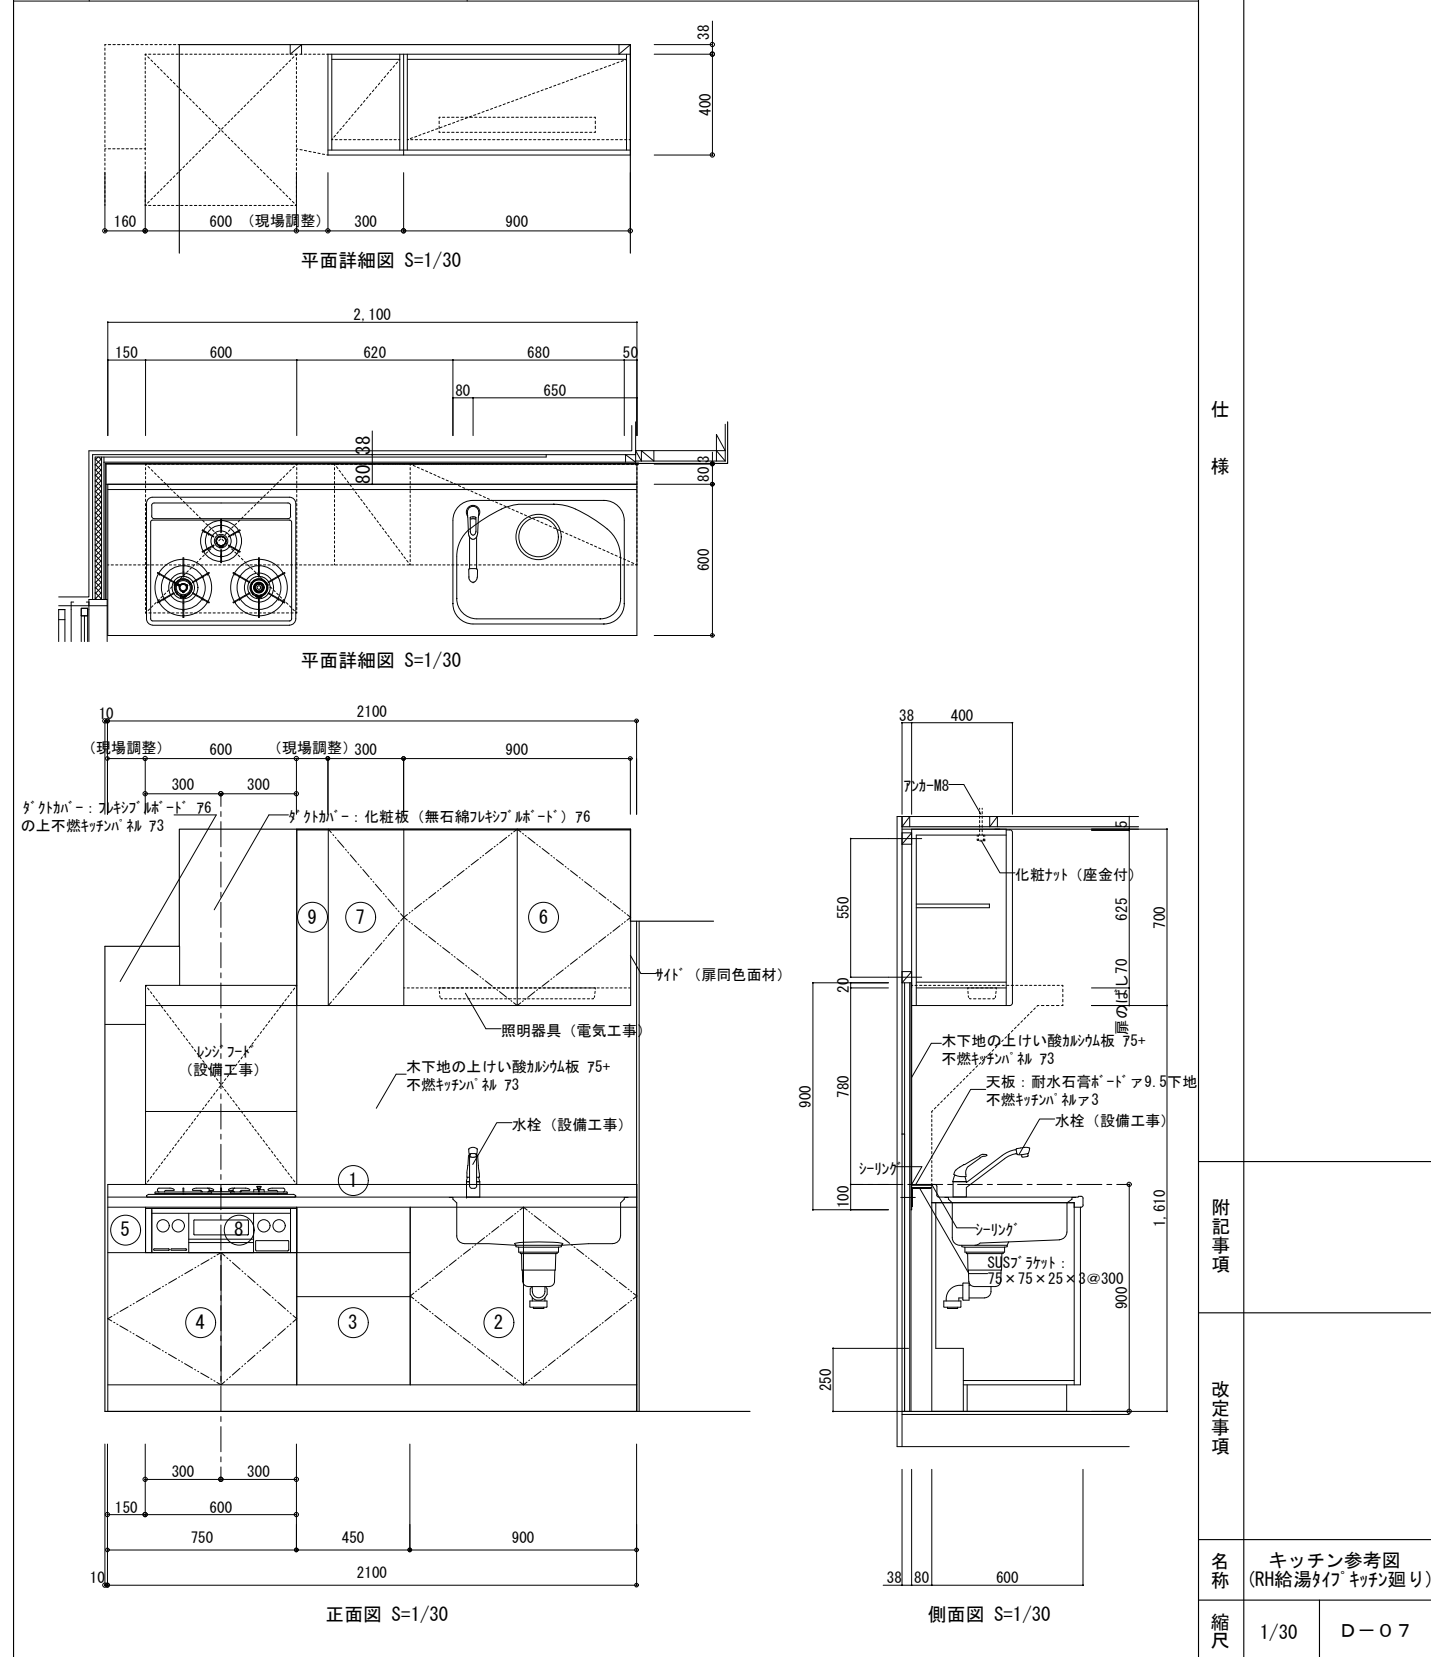 38
400
160
600
(現場調整)
300
900
平面詳細図 S=1/30
2,100
150
600
620
680
50
80
650
80 38
80
3
600
平面詳細図 S=1/30
10
2100
(現場調整)
600
(現場調整)
300
900
300
300
ダクトカバー：フレキシブルボード ア6
の上不燃キッチンパネル ア3
ダクトカバー：化粧板（無石綿フレキシブルボード）ア6
⑨
⑦
⑥
サイド（扉同色面材）
照明器具（電気工事）
レンジフード
(設備工事)
木下地の上けい酸カルシウム板 ア5+
不燃キッチンパネル ア3
水栓（設備工事）
①
⑤
⑧
④
③
②
300
300
150
600
750
450
900
10
2100
正面図 S=1/30
38
400
アンカーM8
化粧ナット（座金付）
5
550
625
700
20
扉のばし70
木下地の上けい酸カルシウム板 ア5+
不燃キッチンパネル ア3
天板：耐水石膏ボードア9.5下地
不燃キッチンパネルア3
水栓（設備工事）
900
780
シーリング
100
シーリング
1,610
SUSブラケット：
75×75×25×3@300
900
250
38
80
600
側面図 S=1/30
仕様
附記事項
改定事項
名称
キッチン参考図
(RH給湯タイプキッチン廻り)
縮尺
1/30
D－07